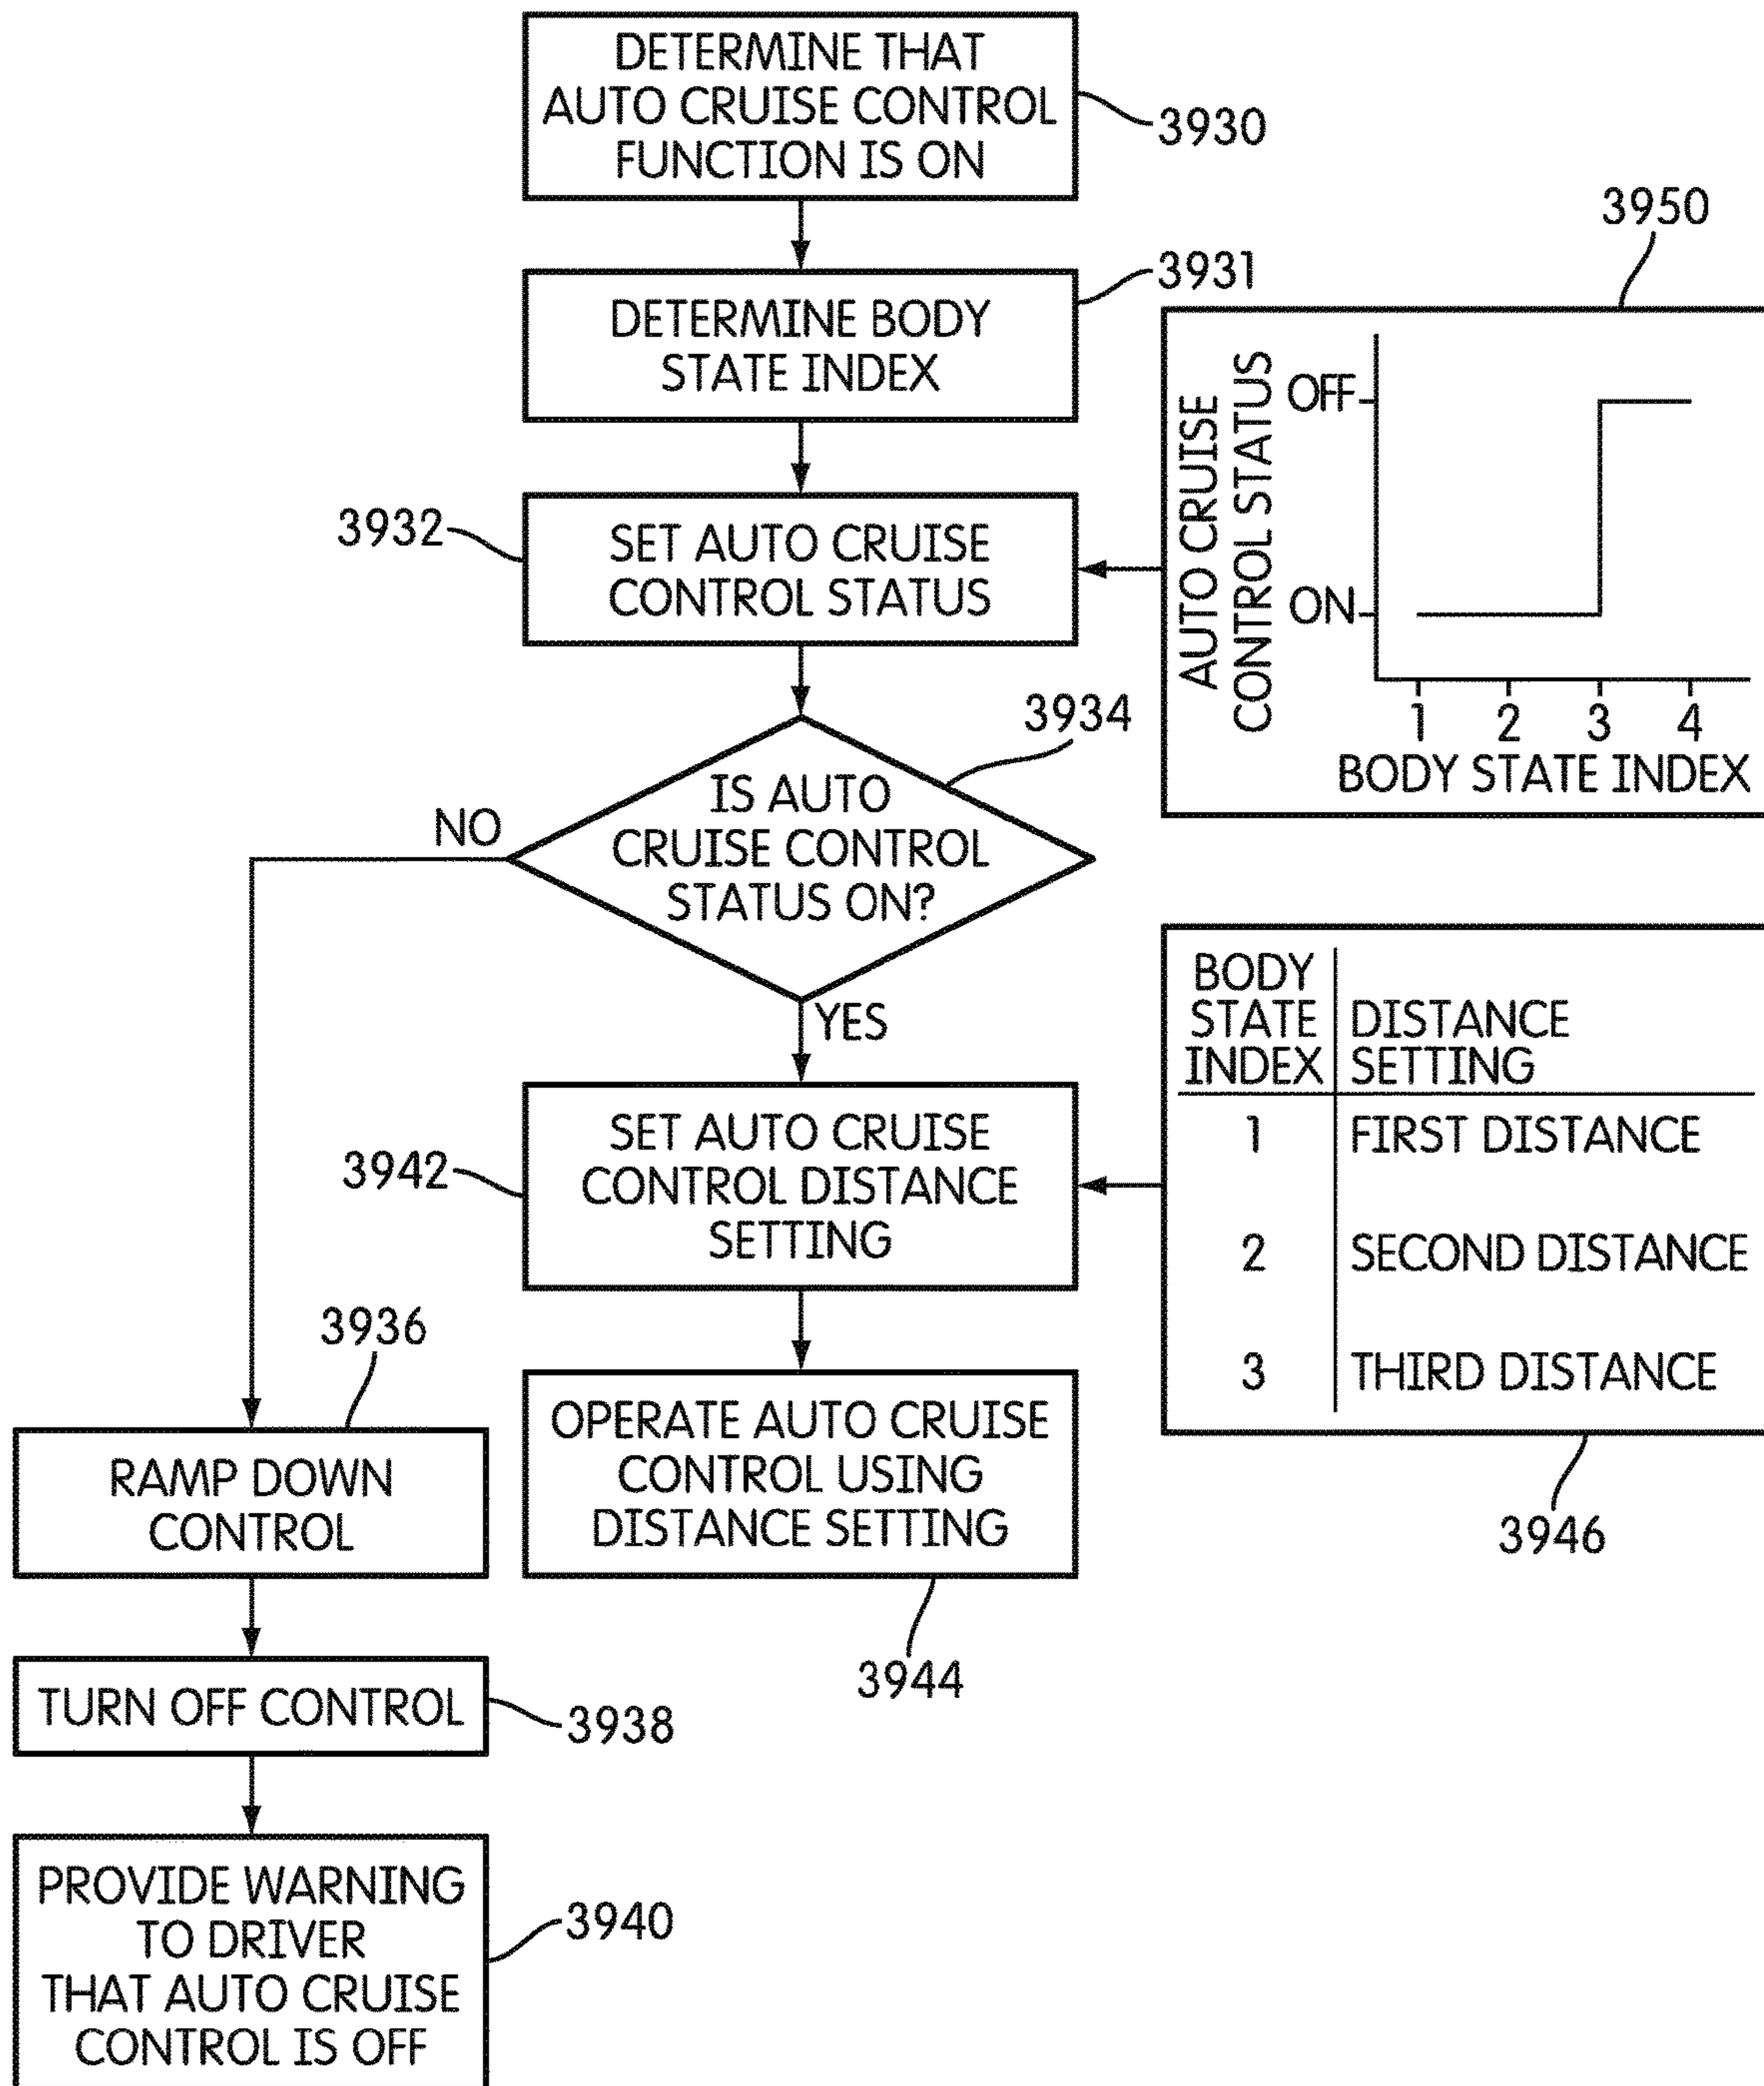 DETERMINE THAT
AUTO CRUISE CONTROL
FUNCTION IS ON
3930
DETERMINE BODY
STATE INDEX
3931
3932
SET AUTO CRUISE
CONTROL STATUS
3950
AUTO CRUISE
CONTROL STATUS
OFF
ON
1 2 3 4
BODY STATE INDEX
3934
IS AUTO
CRUISE CONTROL
STATUS ON?
NO
YES
3942
SET AUTO CRUISE
CONTROL DISTANCE
SETTING
BODY
STATE
INDEX
DISTANCE
SETTING
1 FIRST DISTANCE
2 SECOND DISTANCE
3 THIRD DISTANCE
3946
OPERATE AUTO CRUISE
CONTROL USING
DISTANCE SETTING
3944
3936
RAMP DOWN
CONTROL
TURN OFF CONTROL
3938
PROVIDE WARNING
TO DRIVER
THAT AUTO CRUISE
CONTROL IS OFF
3940